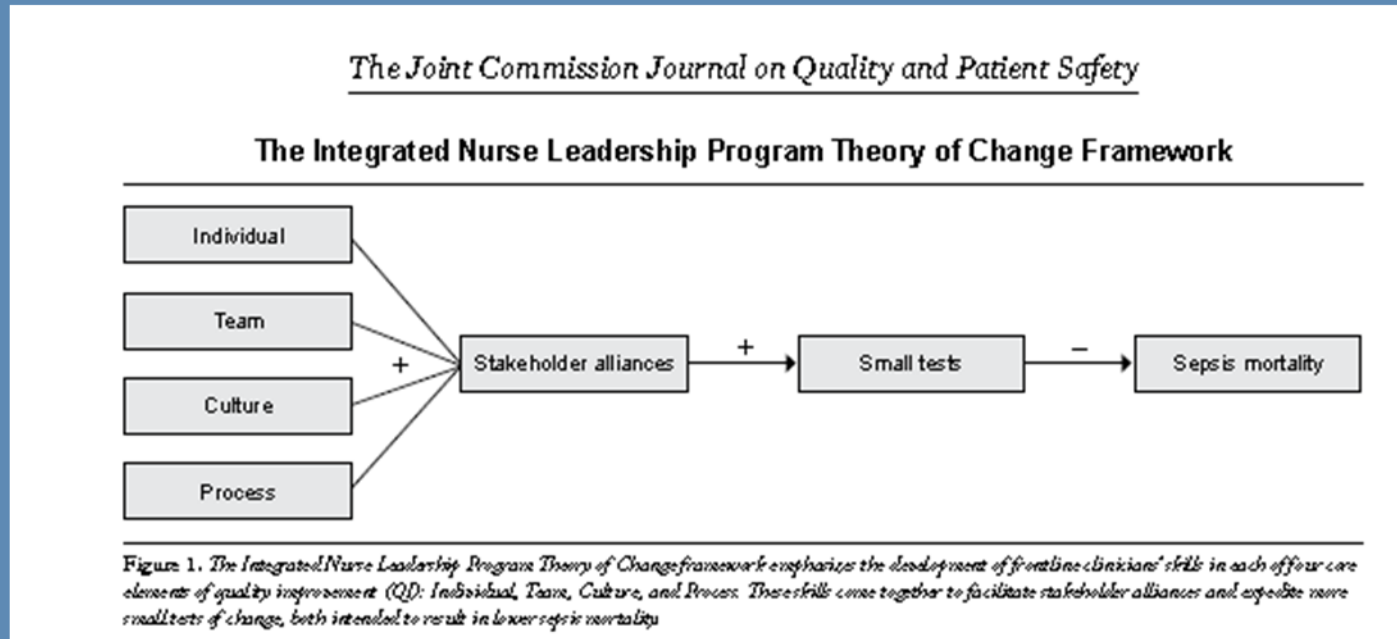 The Joint Commission Journal on Quality and Patient Safety
The Integrated Nurse Leadership Program Theory of Change Framework
Individual
Team
Culture
Process
+
Stakeholder alliances
+
Small tests
–
Sepsis mortality
Figure 1. The Integrated Nurse Leadership Program Theory of Change framework emphasizes the development of frontline clinicians' skills in each of four core
elements of quality improvement (QI): Individual, Team, Culture, and Process. These skills come together to facilitate stakeholder alliances and expedite more
small tests of change, both intended to result in lower sepsis mortality